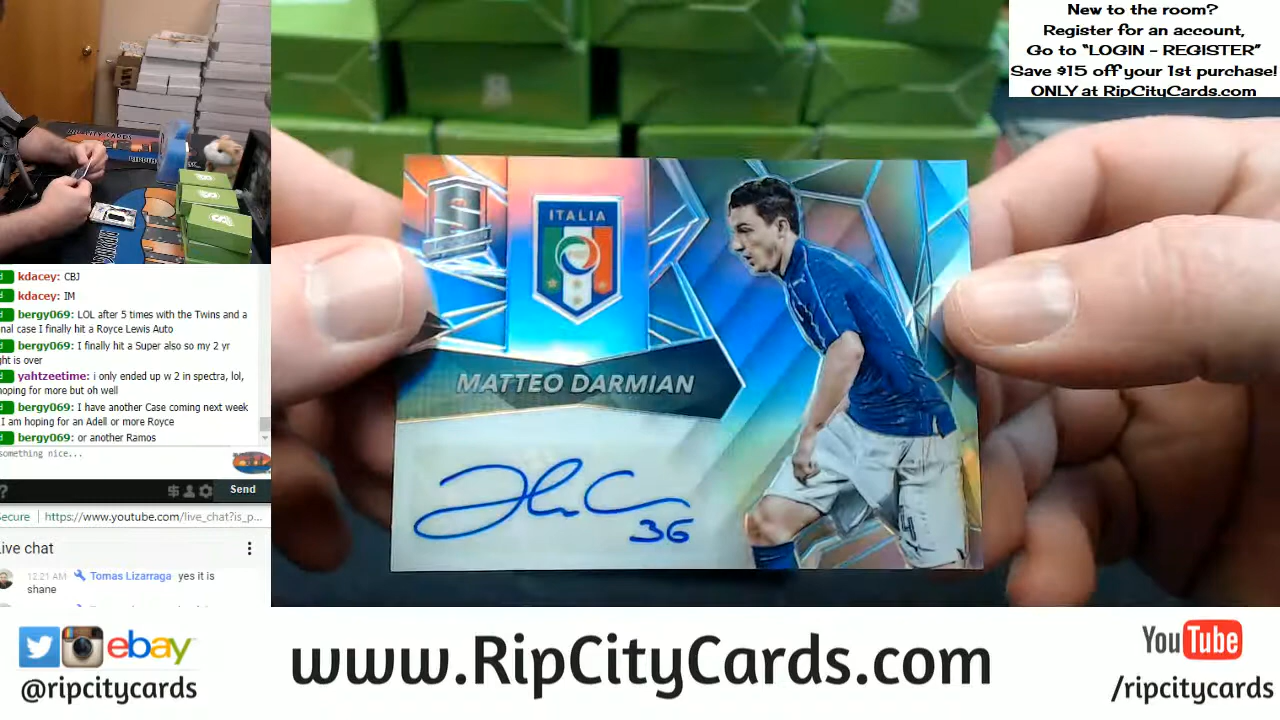 New to the room?
Register for an account,
Go to “LOGIN - REGISTER”
Save $15 off your 1st purchase!
ONLY at RipCityCards.com
ITALIA
MATTEO DARMIAN
36
4
kdacey: CBJ
kdacey: IM
bergy069: LOL after 5 times with the Twins and a
nal case I finally hit a Royce Lewis Auto
bergy069: I finally hit a Super also so my 2 yr
ght is over
yahtzeetime: i only ended up w 2 in spectra, lol,
oping for more but oh well
bergy069: I have another Case coming next week
I am hoping for an Adell or more Royce
bergy069: or another Ramos
something nice...
?
$
Send
Secure
https://www.youtube.com/live_chat?is_p...
ive chat
12:21 AM Tomas Lizarraga yes it is
shane
ebay
@ripcitycards
www.RipCityCards.com
YouTube
/ripcitycards